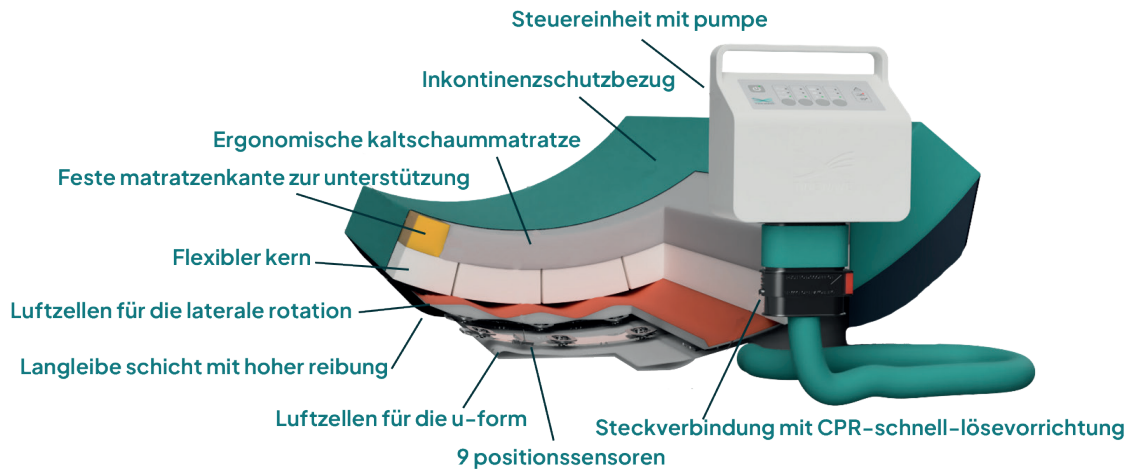 Steuereinheit mit pumpe
Inkontinenzschutzbezug
Ergonomische kaltschaummatratze
Feste matratzenkante zur unterstützung
Flexibler kern
Luftzellen für die laterale rotation
Langleibe schicht mit hoher reibung
Luftzellen für die u-form
Steckverbindung mit CPR-schnell-lösevorrichtung
9 positionssensoren